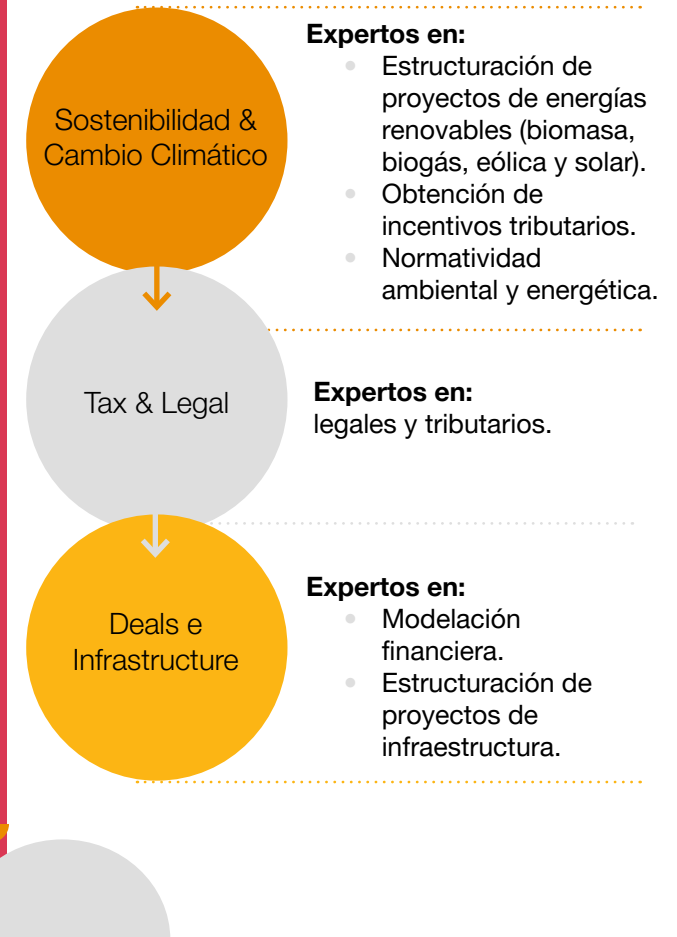 Sostenibilidad &
Cambio Climático
Expertos en:
Estructuración de
proyectos de energías
renovables (biomasa,
biogás, eólica y solar).
Obtención de
incentivos tributarios.
Normatividad
ambiental y energética.
Tax & Legal
Expertos en:
legales y tributarios.
Deals e
Infrastructure
Expertos en:
Modelación
financiera.
Estructuración de
proyectos de
infraestructura.